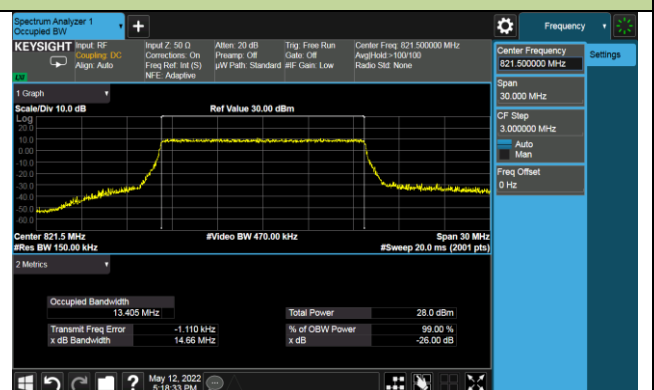 Spectrum Analyzer 1
Occupied BW
Frequency
KEYSIGHT
Input: RF
Coupling: DC
Align: Auto
Input Z: 50 Ω
Corrections: On
Freq Ref: Int (S)
NFE: Adaptive
Atten: 20 dB
Preamp: Off
µW Path: Standard
Trig: Free Run
Gate: Off
#IF Gain: Low
Center Freq: 821.500000 MHz
Avg|Hold:>100/100
Radio Std: None
Center Frequency
821.500000 MHz
Settings
Span
30.000 MHz
CF Step
3.000000 MHz
Auto
Man
Freq Offset
0 Hz
1 Graph
Scale/Div 10.0 dB
Ref Value 30.00 dBm
Log
20.0
10.0
0.00
-10.0
-20.0
-30.0
-40.0
-50.0
-60.0
Center 821.5 MHz
#Video BW 470.00 kHz
Span 30 MHz
#Res BW 150.00 kHz
#Sweep 20.0 ms (2001 pts)
2 Metrics
Occupied Bandwidth
13.405 MHz
Total Power
28.0 dBm
Transmit Freq Error
-1.110 kHz
% of OBW Power
99.00 %
x dB Bandwidth
14.66 MHz
x dB
-26.00 dB
May 12, 2022
5:18:33 PM